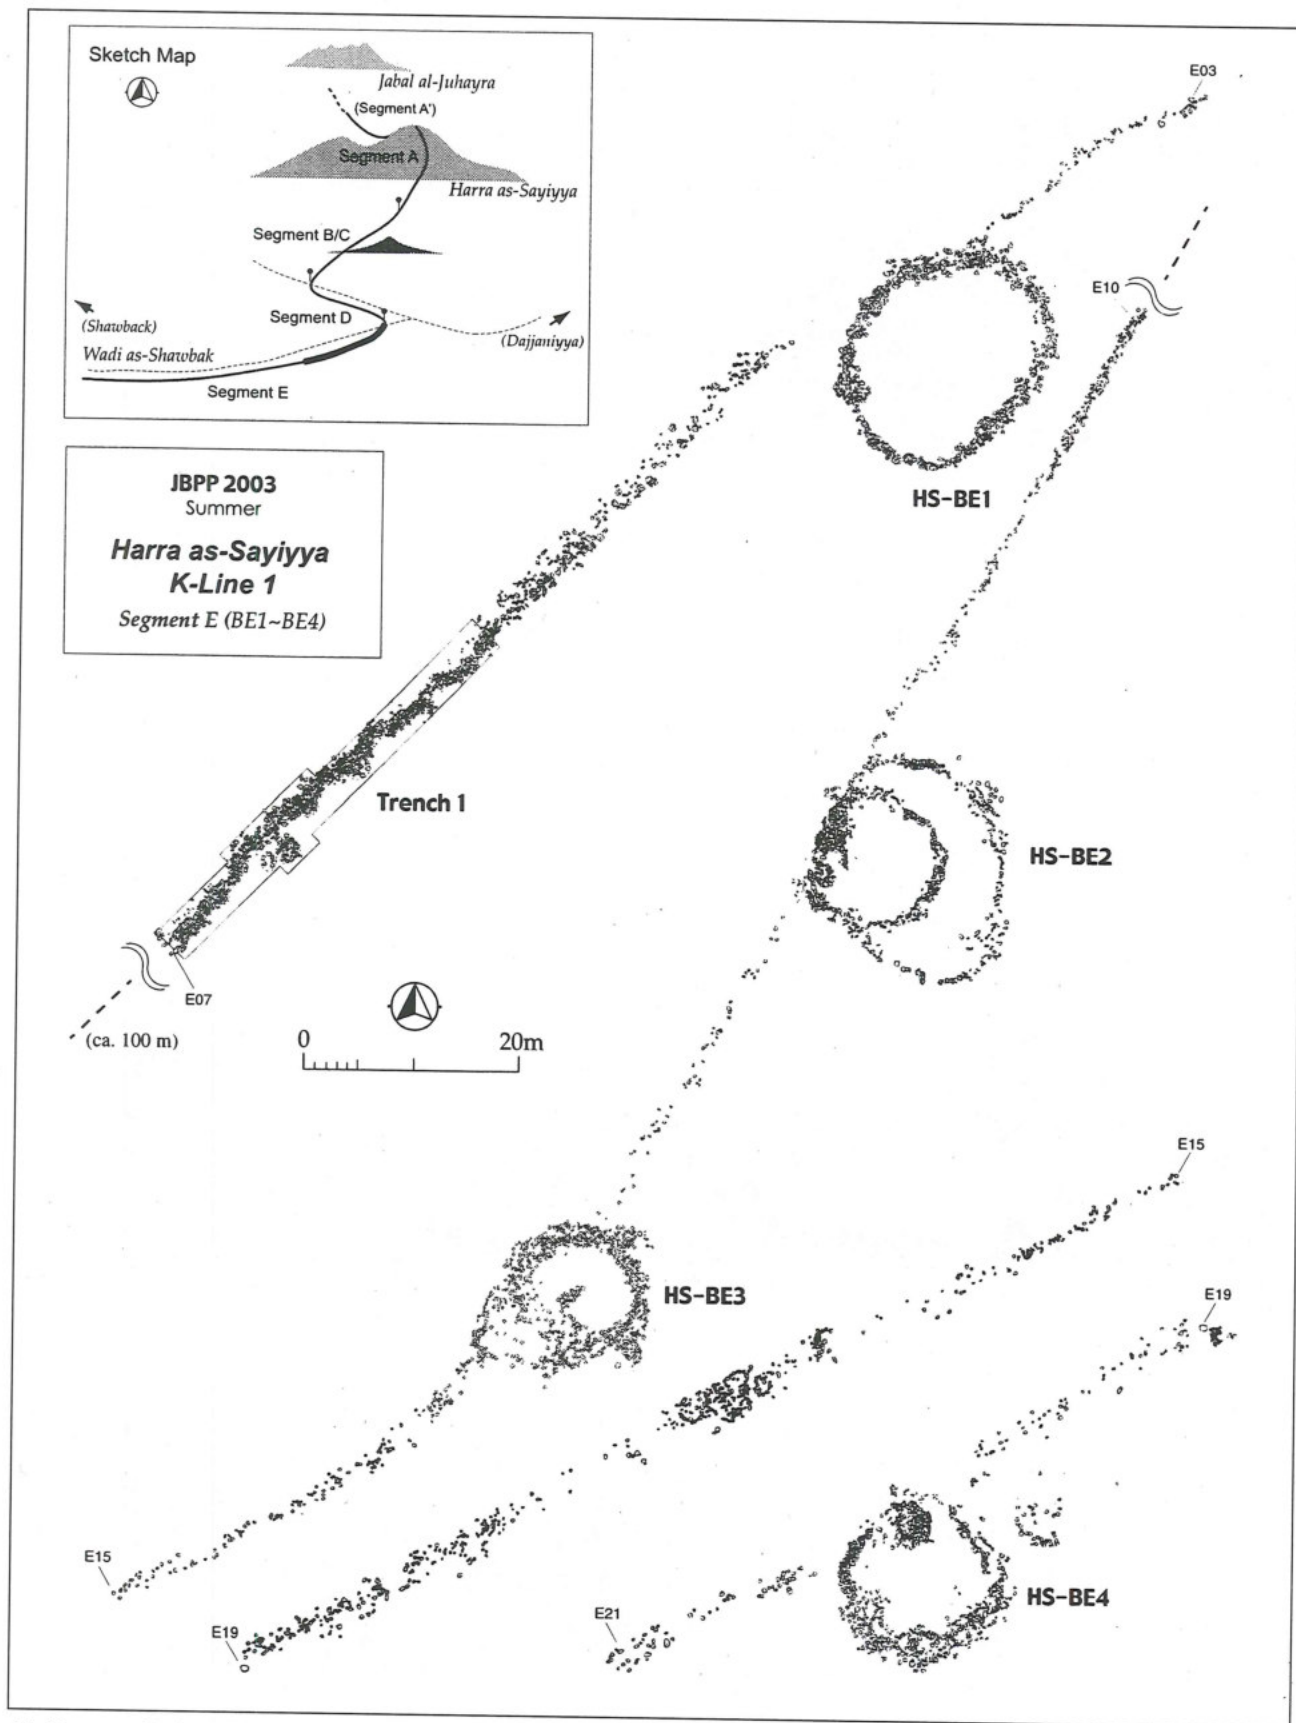 Sketch Map
Jabal al-Juhayra
(Segment A')
Segment A
Harra as-Sayiyya
Segment B/C
Segment D
(Shawback)
(Dajjaniyya)
Wadi as-Shawbak
Segment E
JBPP 2003
Summer
Harra as-Sayiyya
K-Line 1
Segment E (BE1~BE4)
E03
E10
HS-BE1
Trench 1
HS-BE2
E07
(ca. 100 m)
0 20m
E15
HS-BE3
E19
E15
E19
E21
HS-BE4